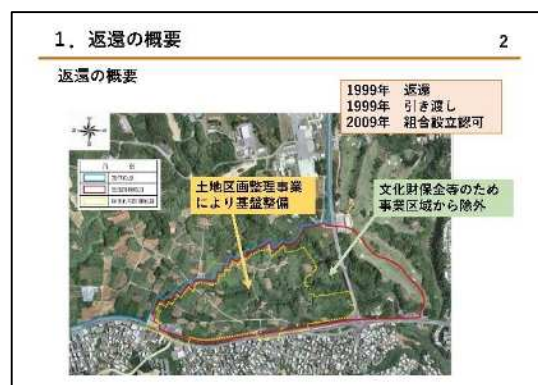 1．返還の概要
2
返還の概要
1999年　返還
1999年　引き渡し
2009年　組合設立認可
土地区画整理事業
により基盤整備
文化財保全等のため
事業区域から除外